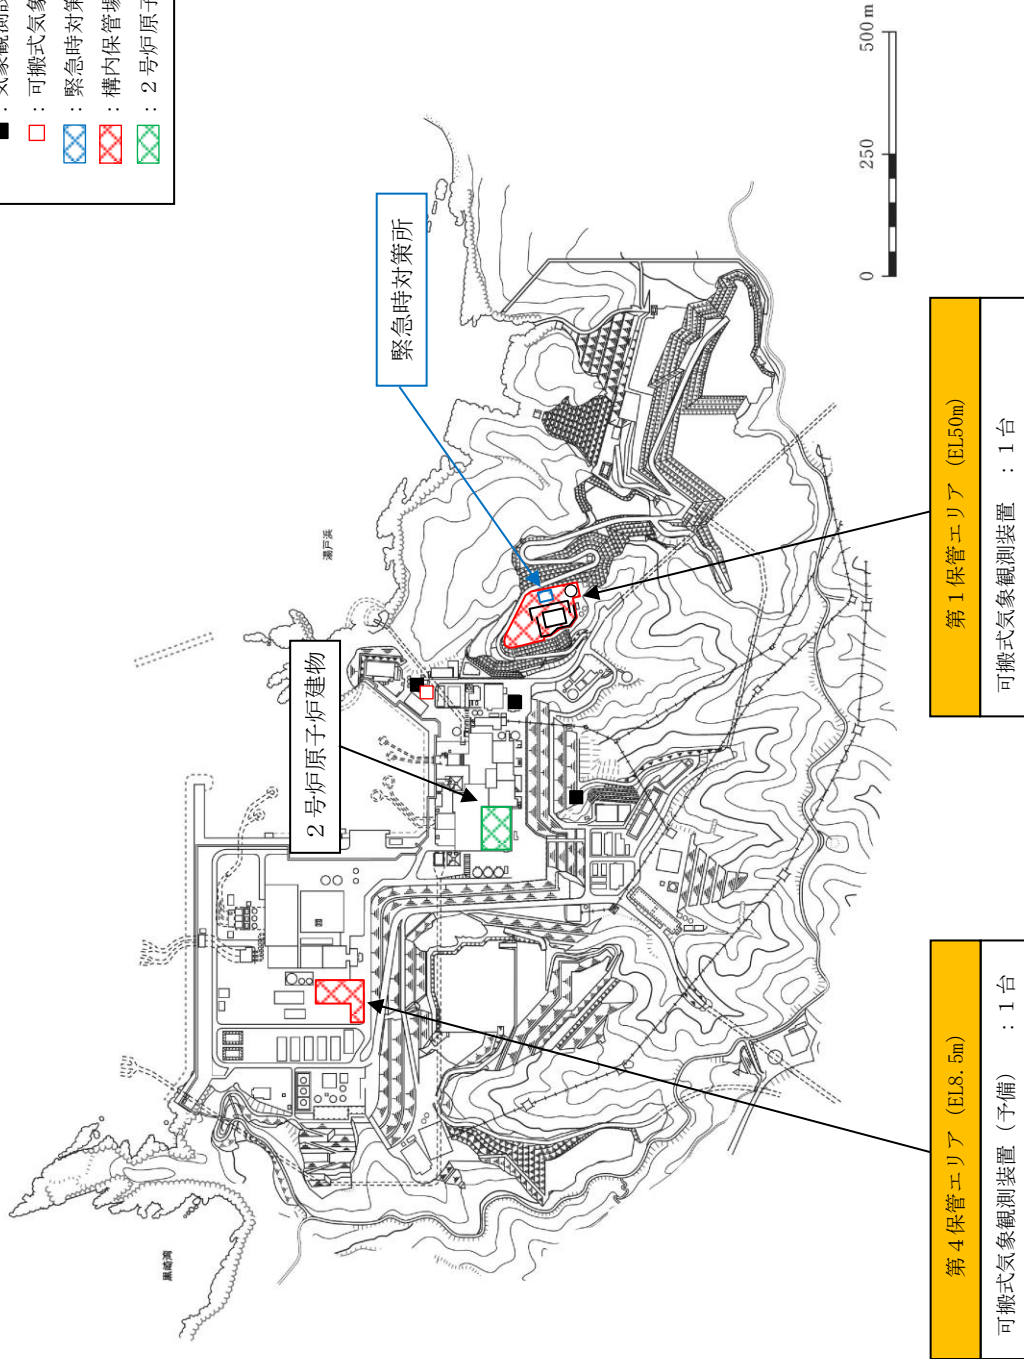 ：気象観測設
：可搬式気象
：緊急時対策
：構内保管場
：２号炉原子
緊急時対策所
２号炉原子炉建物
湯戸浜
黒崎湾
0 250 500 m
第４保管エリア（EL8.5m）
可搬式気象観測装置（予備）：１台
第１保管エリア（EL50m）
可搬式気象観測装置：１台